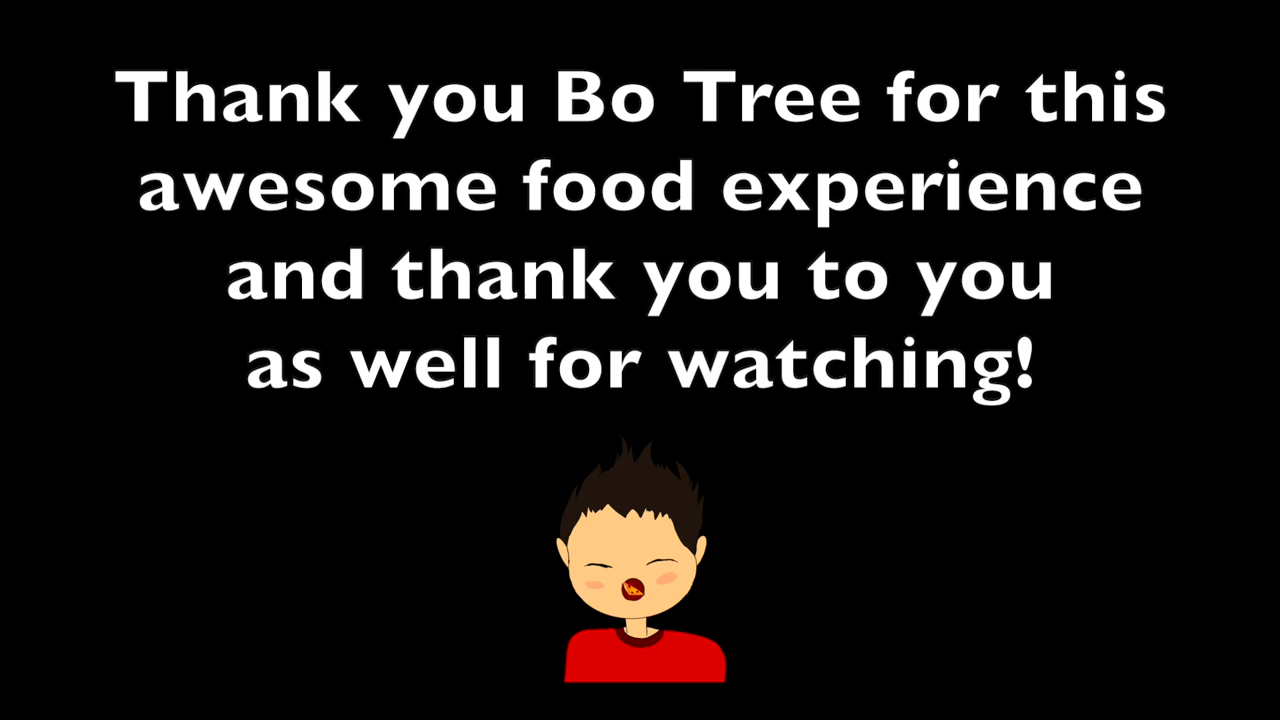 Thank you Bo Tree for this
awesome food experience
and thank you to you
as well for watching!